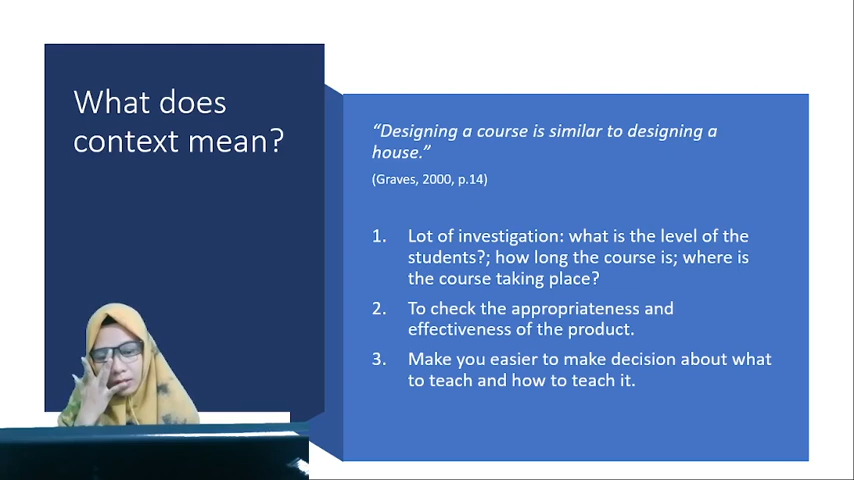 What does
context mean?
“Designing a course is similar to designing a
house.”
(Graves, 2000, p.14)
1. Lot of investigation: what is the level of the
students?; how long the course is; where is
the course taking place?
2. To check the appropriateness and
effectiveness of the product.
3. Make you easier to make decision about what
to teach and how to teach it.